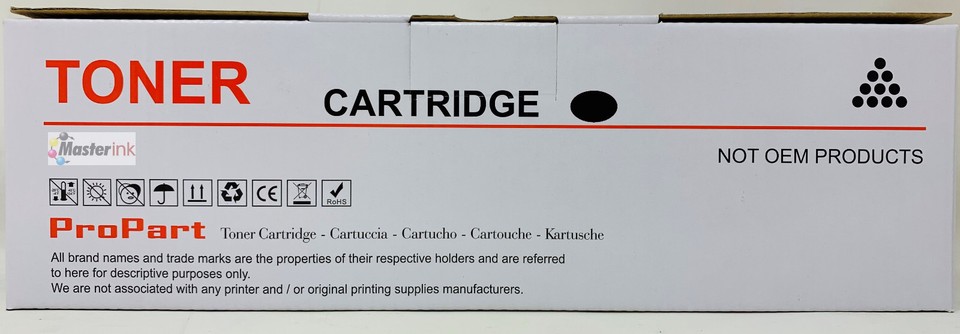 TONER
CARTRIDGE
Masterink
NOT OEM PRODUCTS
CE
RoHS
ProPart Toner Cartridge - Cartuccia - Cartucho - Cartouche - Kartusche
All brand names and trade marks are the properties of their respective holders and are referred
to here for descriptive purposes only.
We are not associated with any printer and / or original printing supplies manufacturers.